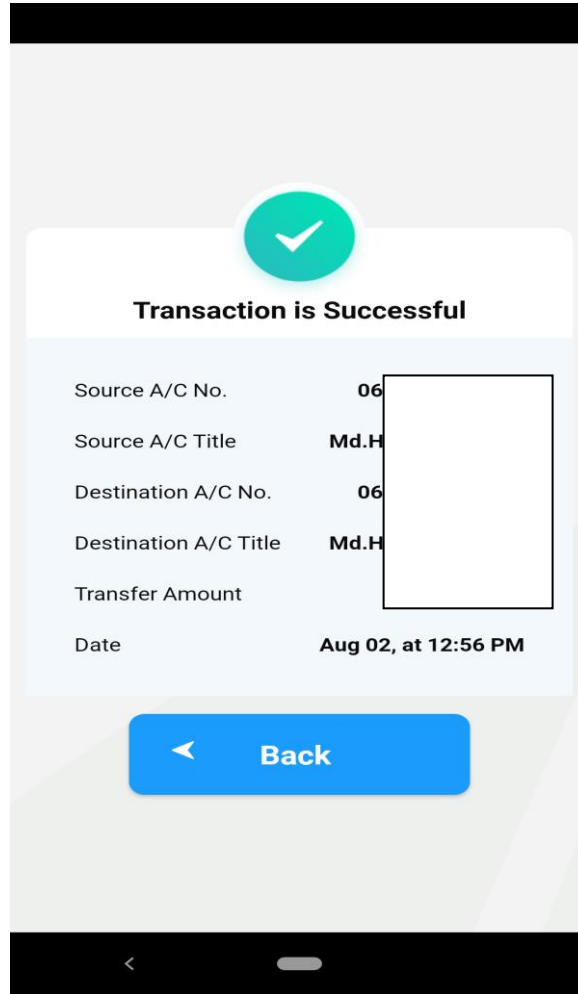 Transaction is Successful
Source A/C No. 06
Source A/C Title Md.H
Destination A/C No. 06
Destination A/C Title Md.H
Transfer Amount
Date Aug 02, at 12:56 PM
Back